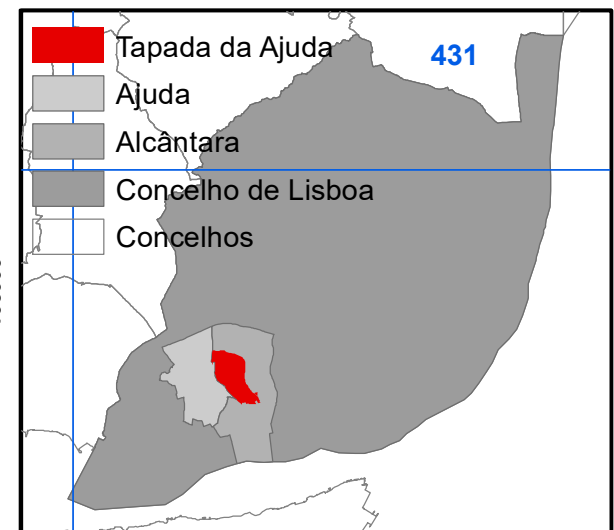 Tapada da Ajuda
431
Ajuda
Alcântara
Concelho de Lisboa
Concelhos